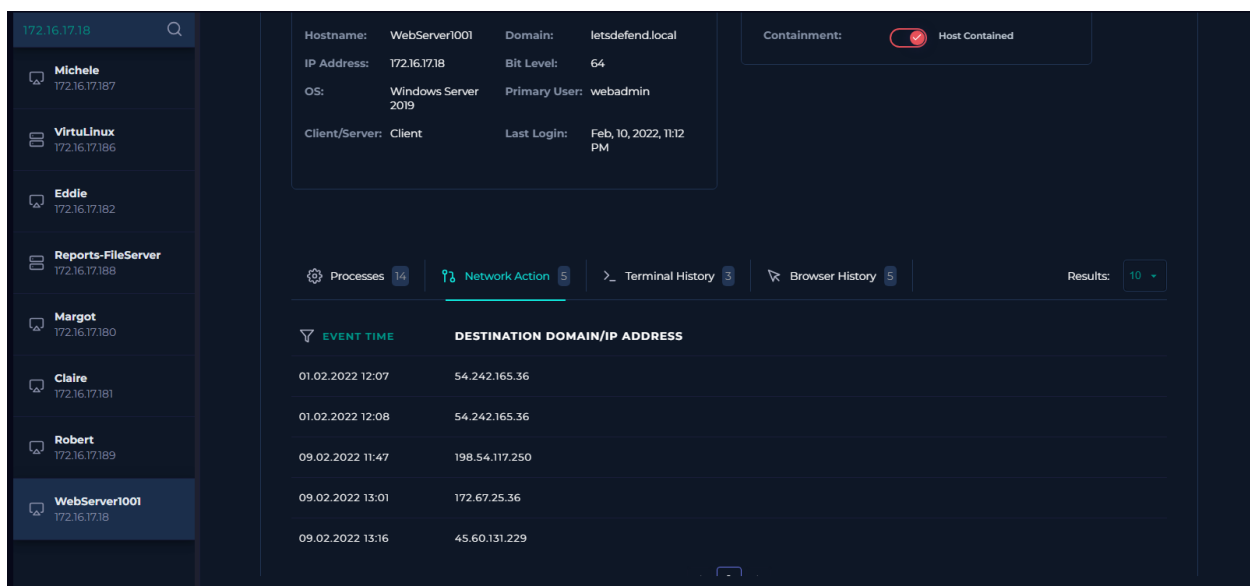 172.16.17.18
Michele
172.16.17.187
VirtuLinux
172.16.17.186
Eddie
172.16.17.182
Reports-FileServer
172.16.17.188
Margot
172.16.17.180
Claire
172.16.17.181
Robert
172.16.17.189
WebServer1001
172.16.17.18
Hostname: WebServer1001 Domain: letsdefend.local
IP Address: 172.16.17.18 Bit Level: 64
OS: Windows Server 2019 Primary User: webadmin
Client/Server: Client Last Login: Feb, 10, 2022, 11:12 PM
Containment: Host Contained
Processes 14 Network Action 5 >_ Terminal History 3 Browser History 5 Results: 10
EVENT TIME DESTINATION DOMAIN/IP ADDRESS
01.02.2022 12:07 54.242.165.36
01.02.2022 12:08 54.242.165.36
09.02.2022 11:47 198.54.117.250
09.02.2022 13:01 172.67.25.36
09.02.2022 13:16 45.60.131.229